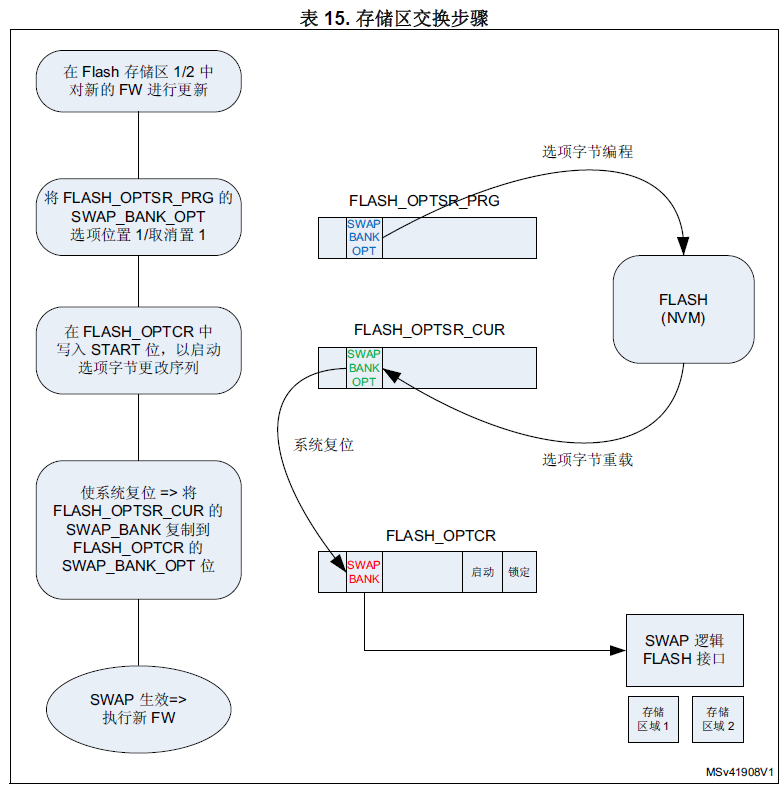 表 15. 存储区交换步骤
在 Flash 存储区 1/2 中
对新的 FW 进行更新
将 FLASH_OPTSR_PRG 的
SWAP_BANK_OPT
选项位置 1/取消置 1
在 FLASH_OPTCR 中
写入 START 位，以启动
选项字节更改序列
使系统复位 => 将
FLASH_OPTSR_CUR 的
SWAP_BANK 复制到
FLASH_OPTCR 的
SWAP_BANK_OPT 位
SWAP 生效=>
执行新 FW
选项字节编程
FLASH_OPTSR_PRG
SWAP
BANK
OPT
FLASH
(NVM)
FLASH_OPTSR_CUR
SWAP
BANK
OPT
系统复位
选项字节重载
FLASH_OPTCR
SWAP
BANK
启动
锁定
SWAP 逻辑
FLASH 接口
存储
区域 1
存储
区域 2
MSv41908V1